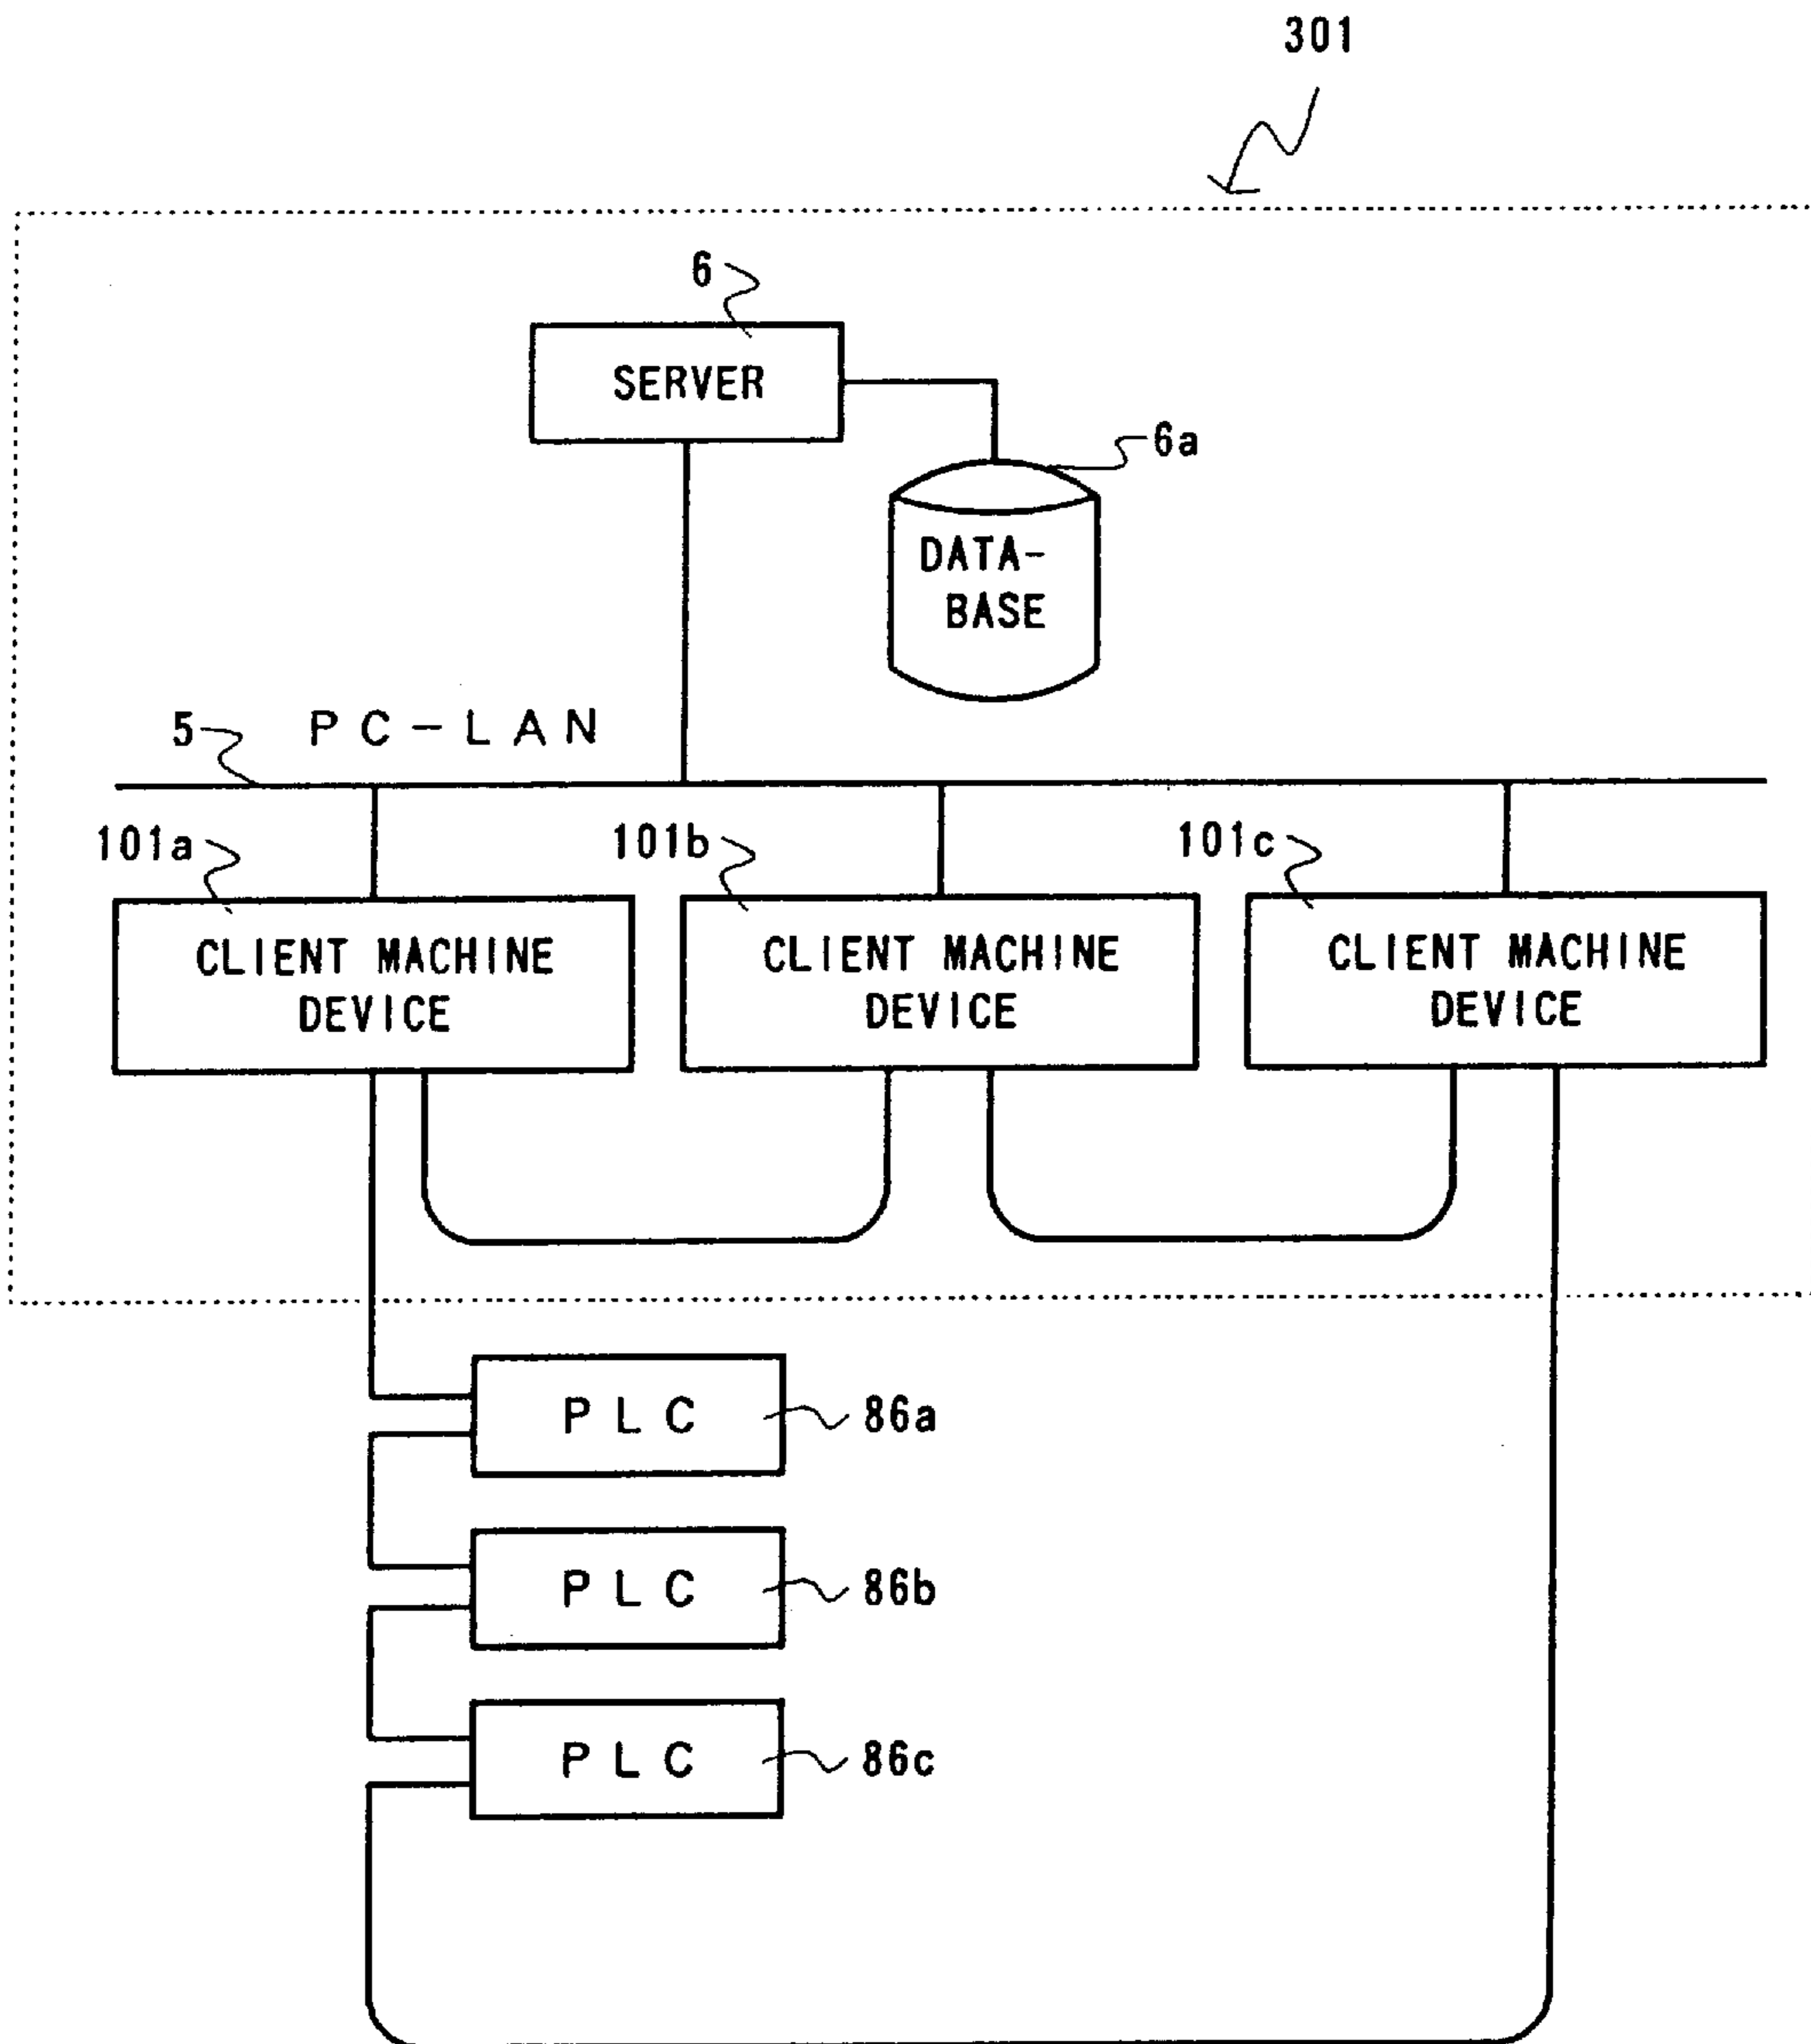 301
6
SERVER
6a
DATA-
BASE
5
PC-LAN
101a
101b
101c
CLIENT MACHINE
DEVICE
CLIENT MACHINE
DEVICE
CLIENT MACHINE
DEVICE
PLC
86a
PLC
86b
PLC
86c